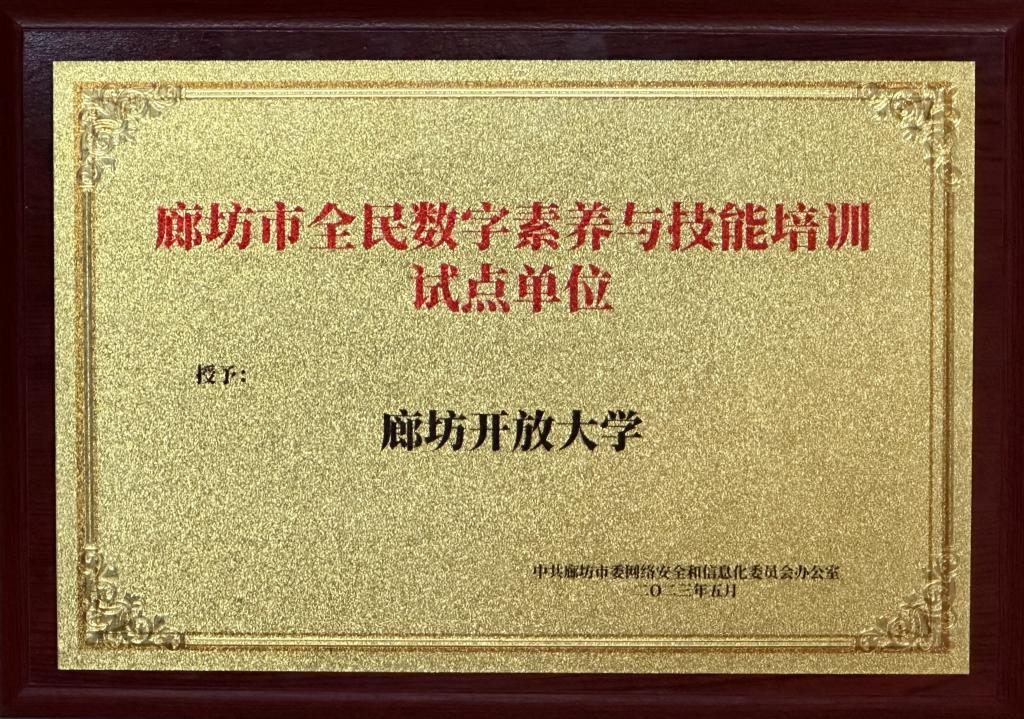 廊坊市全民数字素养与技能培训
试点单位
授予：
廊坊开放大学
中共廊坊市委网络安全和信息化委员会办公室
二〇二三年五月